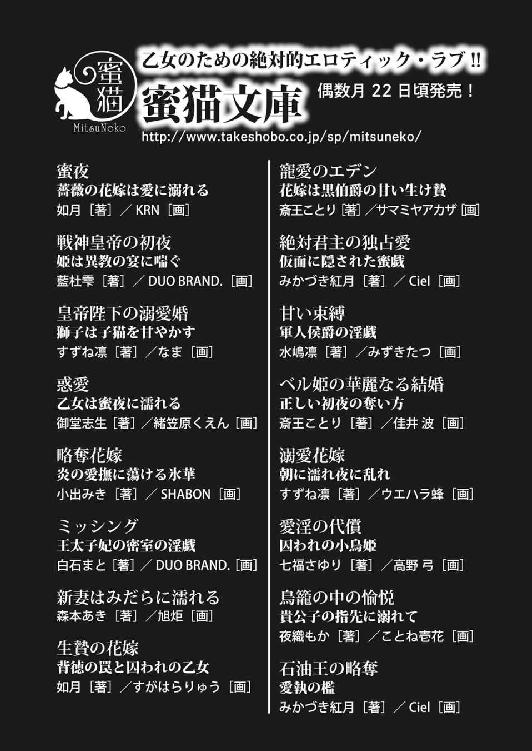 蜜猫
MitsuNeko
乙女のための絶対的エロティック・ラブ!!
蜜猫文庫
偶数月 22 日頃発売！
http://www.takeshobo.co.jp/sp/mitsuneko/
蜜夜
薔薇の花嫁は愛に溺れる
如月［著］／ KRN［画］
戦神皇帝の初夜
姫は異教の宴に喘ぐ
藍杜雫［著］／ DUO BRAND.［画］
皇帝陛下の溺愛婚
獅子は子猫を甘やかす
すずね凛［著］／なま［画］
惑愛
乙女は蜜夜に濡れる
御堂志生［著］／緒笠原くえん［画］
略奪花嫁
炎の愛撫に蕩ける氷華
小出みき［著］／ SHABON［画］
ミッシング
王太子妃の密室の淫戯
白石まと［著］／ DUO BRAND.［画］
新妻はみだらに濡れる
森本あき［著］／旭炬［画］
生贄の花嫁
背徳の罠と囚われの乙女
如月［著］／すがはらりゅう［画］
寵愛のエデン
花嫁は黒伯爵の甘い生け贄
斎王ことり［著］／サマミヤアカザ［画］
絶対君主の独占愛
仮面に隠された蜜戯
みかづき紅月［著］／ Ciel［画］
甘い束縛
軍人侯爵の淫戯
水嶋凛［著］／みずきたつ［画］
ベル姫の華麗なる結婚
正しい初夜の奪い方
斎王ことり［著］／佳井 波［画］
溺愛花嫁
朝に濡れ夜に乱れ
すずね凛［著］／ウエハラ蜂［画］
愛淫の代償
囚われの小鳥姫
七福さゆり［著］／高野 弓［画］
鳥籠の中の愉悦
貴公子の指先に溺れて
夜織もか［著］／ことね壱花［画］
石油王の略奪
愛執の檻
みかづき紅月［著］／ Ciel［画］